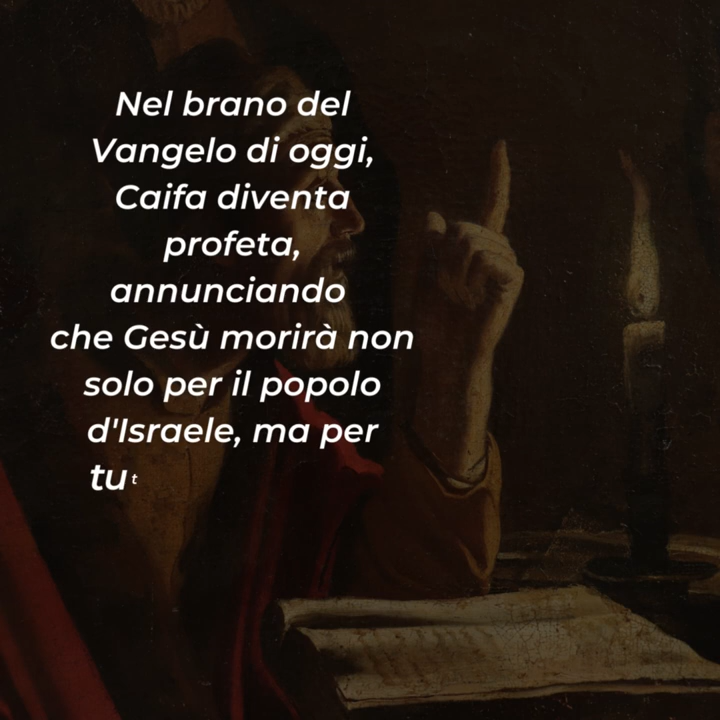 Nel brano del
Vangelo di oggi,
Caifa diventa
profeta,
annunciando
che Gesù morirà non
solo per il popolo
d'Israele, ma per
tut